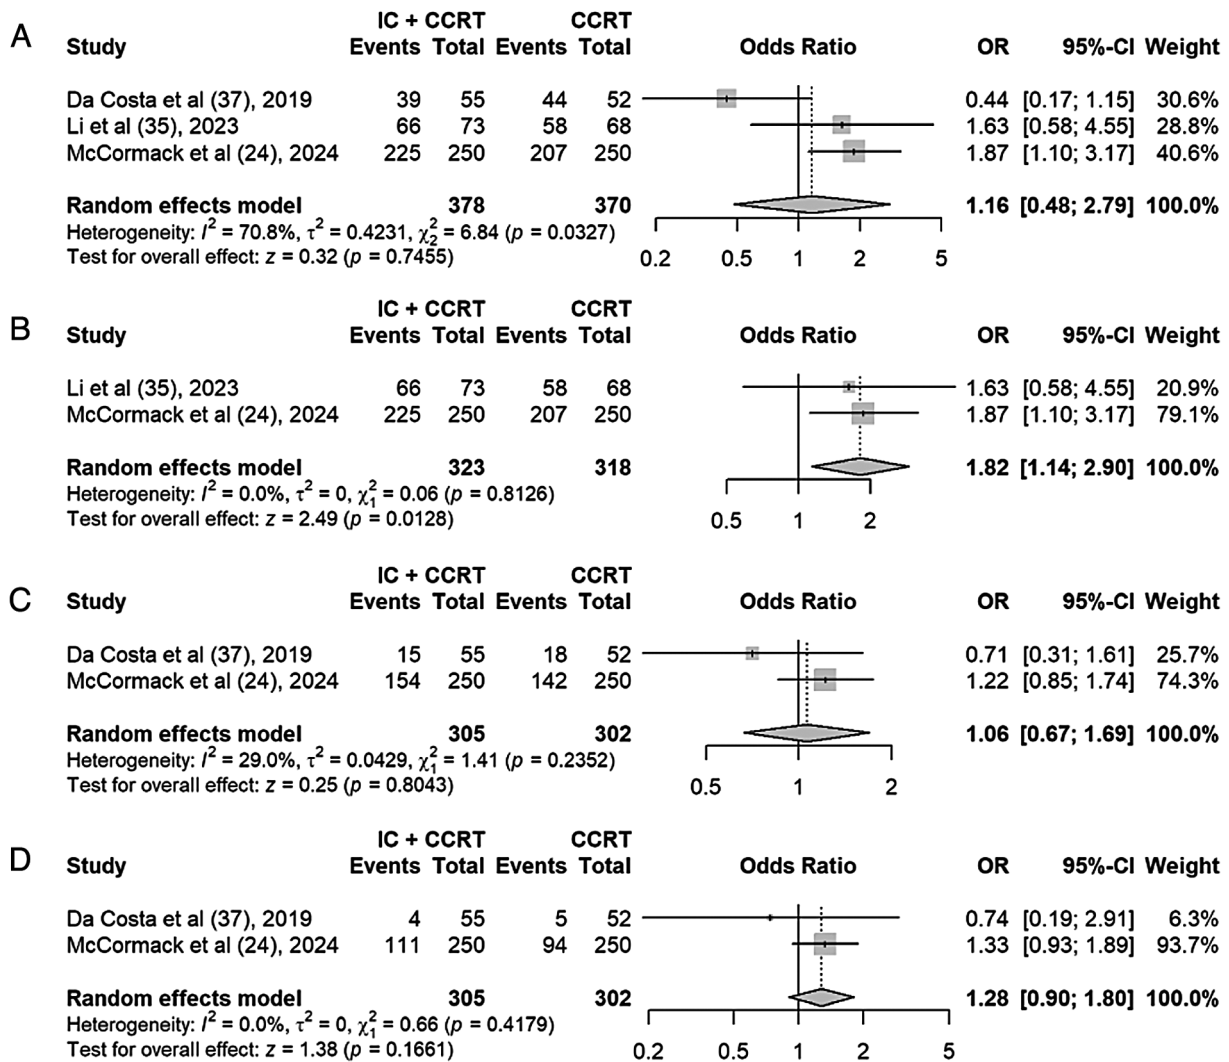 A
IC + CCRT CCRT
Study Events Total Events Total Odds Ratio OR 95%-CI Weight
Da Costa et al (37), 2019 39 55 44 52 0.44 [0.17; 1.15] 30.6%
Li et al (35), 2023 66 73 58 68 1.63 [0.58; 4.55] 28.8%
McCormack et al (24), 2024 225 250 207 250 1.87 [1.10; 3.17] 40.6%
Random effects model 378 370 1.16 [0.48; 2.79] 100.0%
Heterogeneity: I² = 70.8%, τ² = 0.4231, χ²₂ = 6.84 (p = 0.0327)
Test for overall effect: z = 0.32 (p = 0.7455)
0.2 0.5 1 2 5
B
IC + CCRT CCRT
Study Events Total Events Total Odds Ratio OR 95%-CI Weight
Li et al (35), 2023 66 73 58 68 1.63 [0.58; 4.55] 20.9%
McCormack et al (24), 2024 225 250 207 250 1.87 [1.10; 3.17] 79.1%
Random effects model 323 318 1.82 [1.14; 2.90] 100.0%
Heterogeneity: I² = 0.0%, τ² = 0, χ²₁ = 0.06 (p = 0.8126)
Test for overall effect: z = 2.49 (p = 0.0128)
0.5 1 2
C
IC + CCRT CCRT
Study Events Total Events Total Odds Ratio OR 95%-CI Weight
Da Costa et al (37), 2019 15 55 18 52 0.71 [0.31; 1.61] 25.7%
McCormack et al (24), 2024 154 250 142 250 1.22 [0.85; 1.74] 74.3%
Random effects model 305 302 1.06 [0.67; 1.69] 100.0%
Heterogeneity: I² = 29.0%, τ² = 0.0429, χ²₁ = 1.41 (p = 0.2352)
Test for overall effect: z = 0.25 (p = 0.8043)
0.5 1 2
D
IC + CCRT CCRT
Study Events Total Events Total Odds Ratio OR 95%-CI Weight
Da Costa et al (37), 2019 4 55 5 52 0.74 [0.19; 2.91] 6.3%
McCormack et al (24), 2024 111 250 94 250 1.33 [0.93; 1.89] 93.7%
Random effects model 305 302 1.28 [0.90; 1.80] 100.0%
Heterogeneity: I² = 0.0%, τ² = 0, χ²₁ = 0.66 (p = 0.4179)
Test for overall effect: z = 1.38 (p = 0.1661)
0.2 0.5 1 2 5